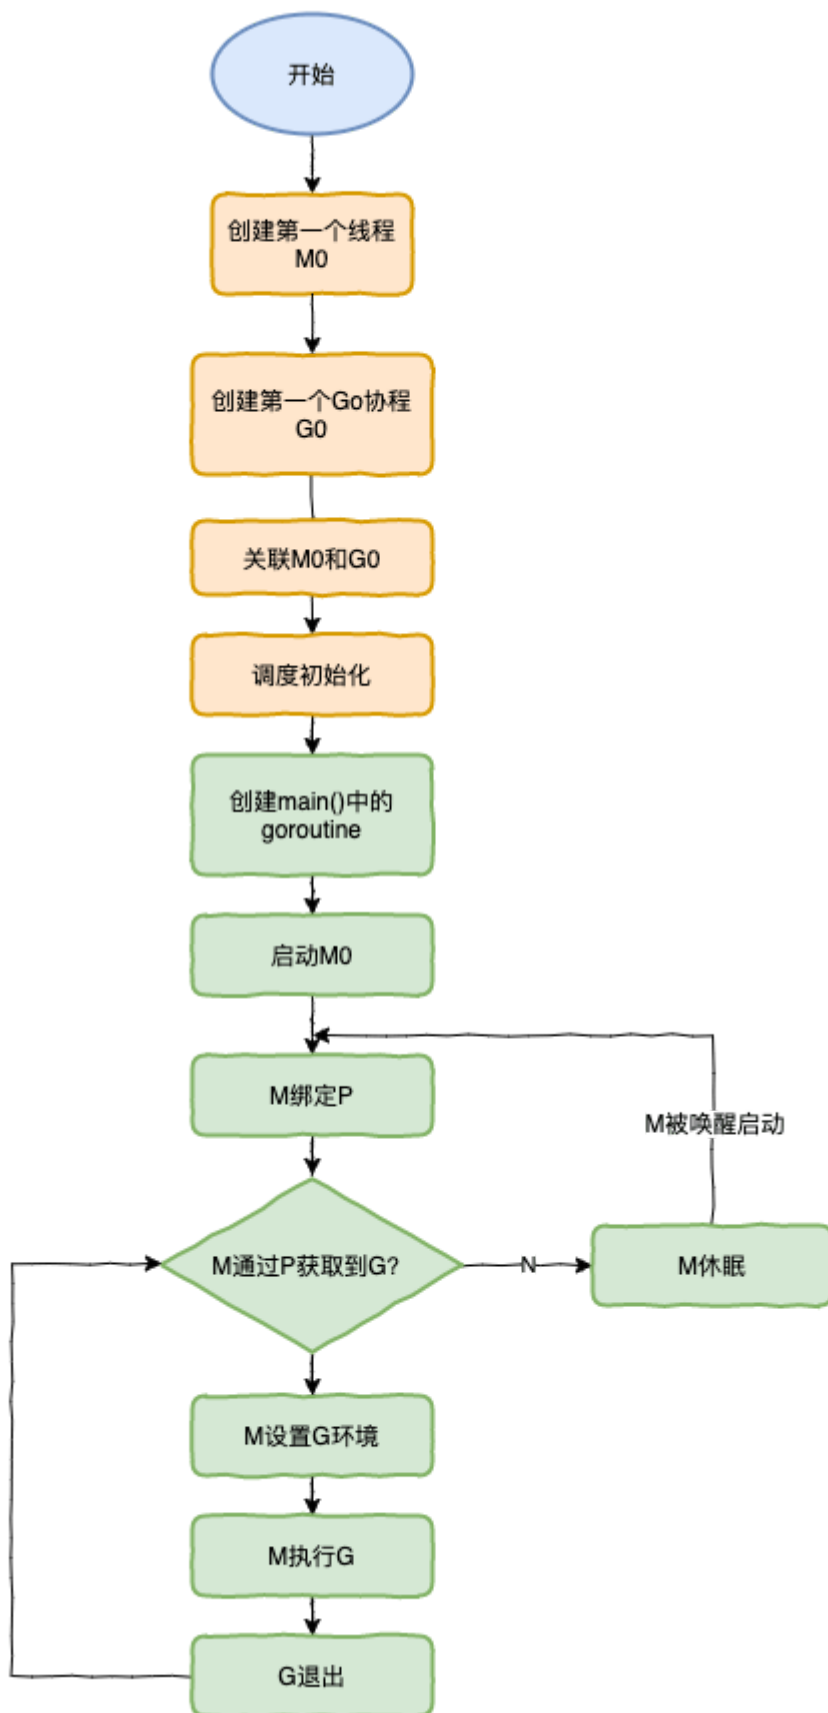 开始
创建第一个线程
M0
创建第一个Go协程
G0
关联M0和G0
调度初始化
创建main()中的
goroutine
启动M0
M绑定P
M被唤醒启动
M通过P获取到G?
N
M休眠
M设置G环境
M执行G
G退出